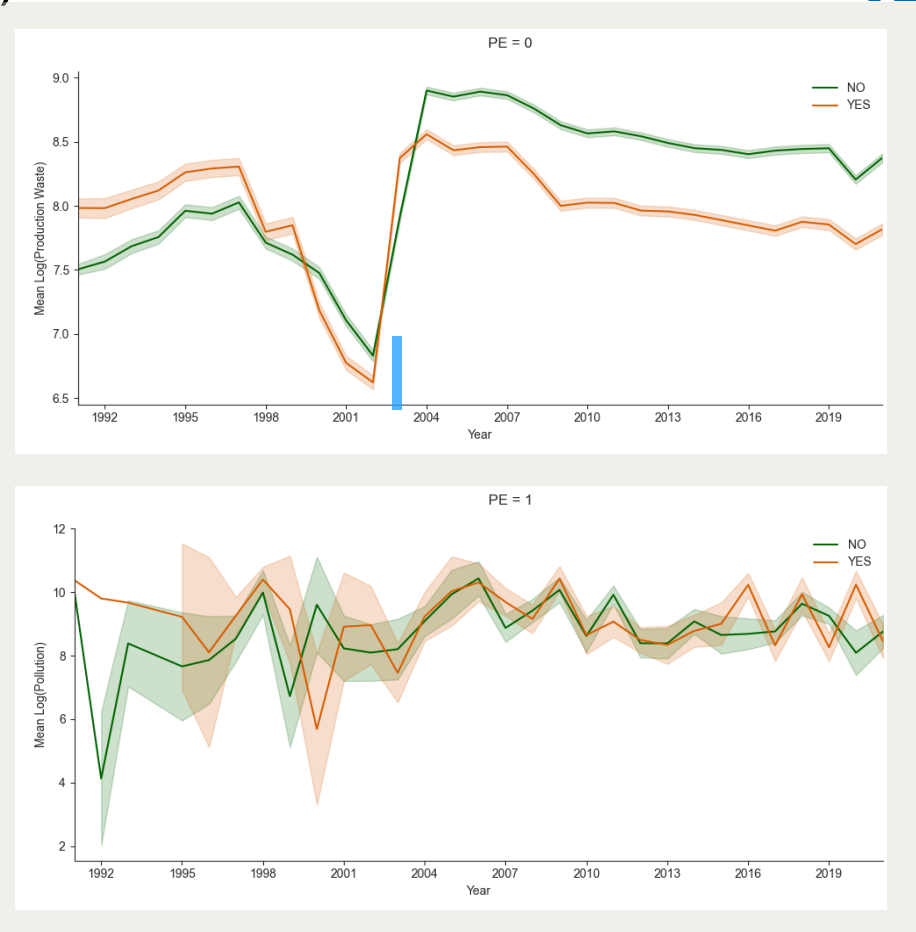 PE = 0
NO
YES
9.0
8.5
8.0
7.5
7.0
6.5
Mean Log(Production Waste)
1992 1995 1998 2001 2004 2007 2010 2013 2016 2019
Year
PE = 1
NO
YES
12
10
8
6
4
2
Mean Log(Pollution)
1992 1995 1998 2001 2004 2007 2010 2013 2016 2019
Year